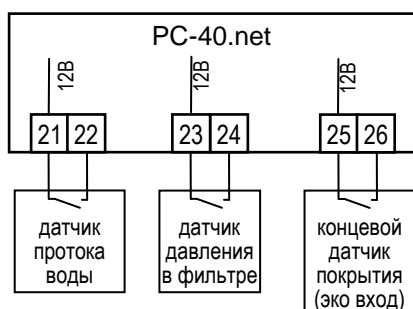 PC-40.net
12В 12В 12В
21 22 23 24 25 26
датчик
протока
воды
датчик
давления
в фильтре
концевой
датчик
покрытия
(эко вход)